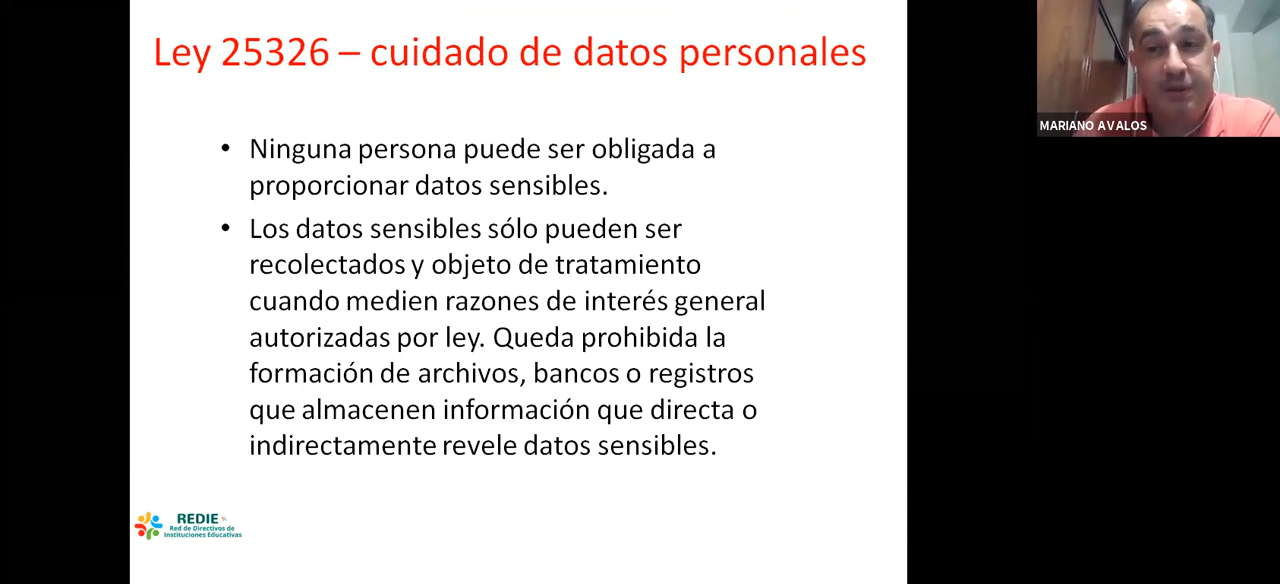 Ley 25326 – cuidado de datos personales
• Ninguna persona puede ser obligada a
proporcionar datos sensibles.
• Los datos sensibles sólo pueden ser
recolectados y objeto de tratamiento
cuando medien razones de interés general
autorizadas por ley. Queda prohibida la
formación de archivos, bancos o registros
que almacenen información que directa o
indirectamente revele datos sensibles.
REDIE
Red de Directivos de
Instituciones Educativas
MARIANO AVALOS